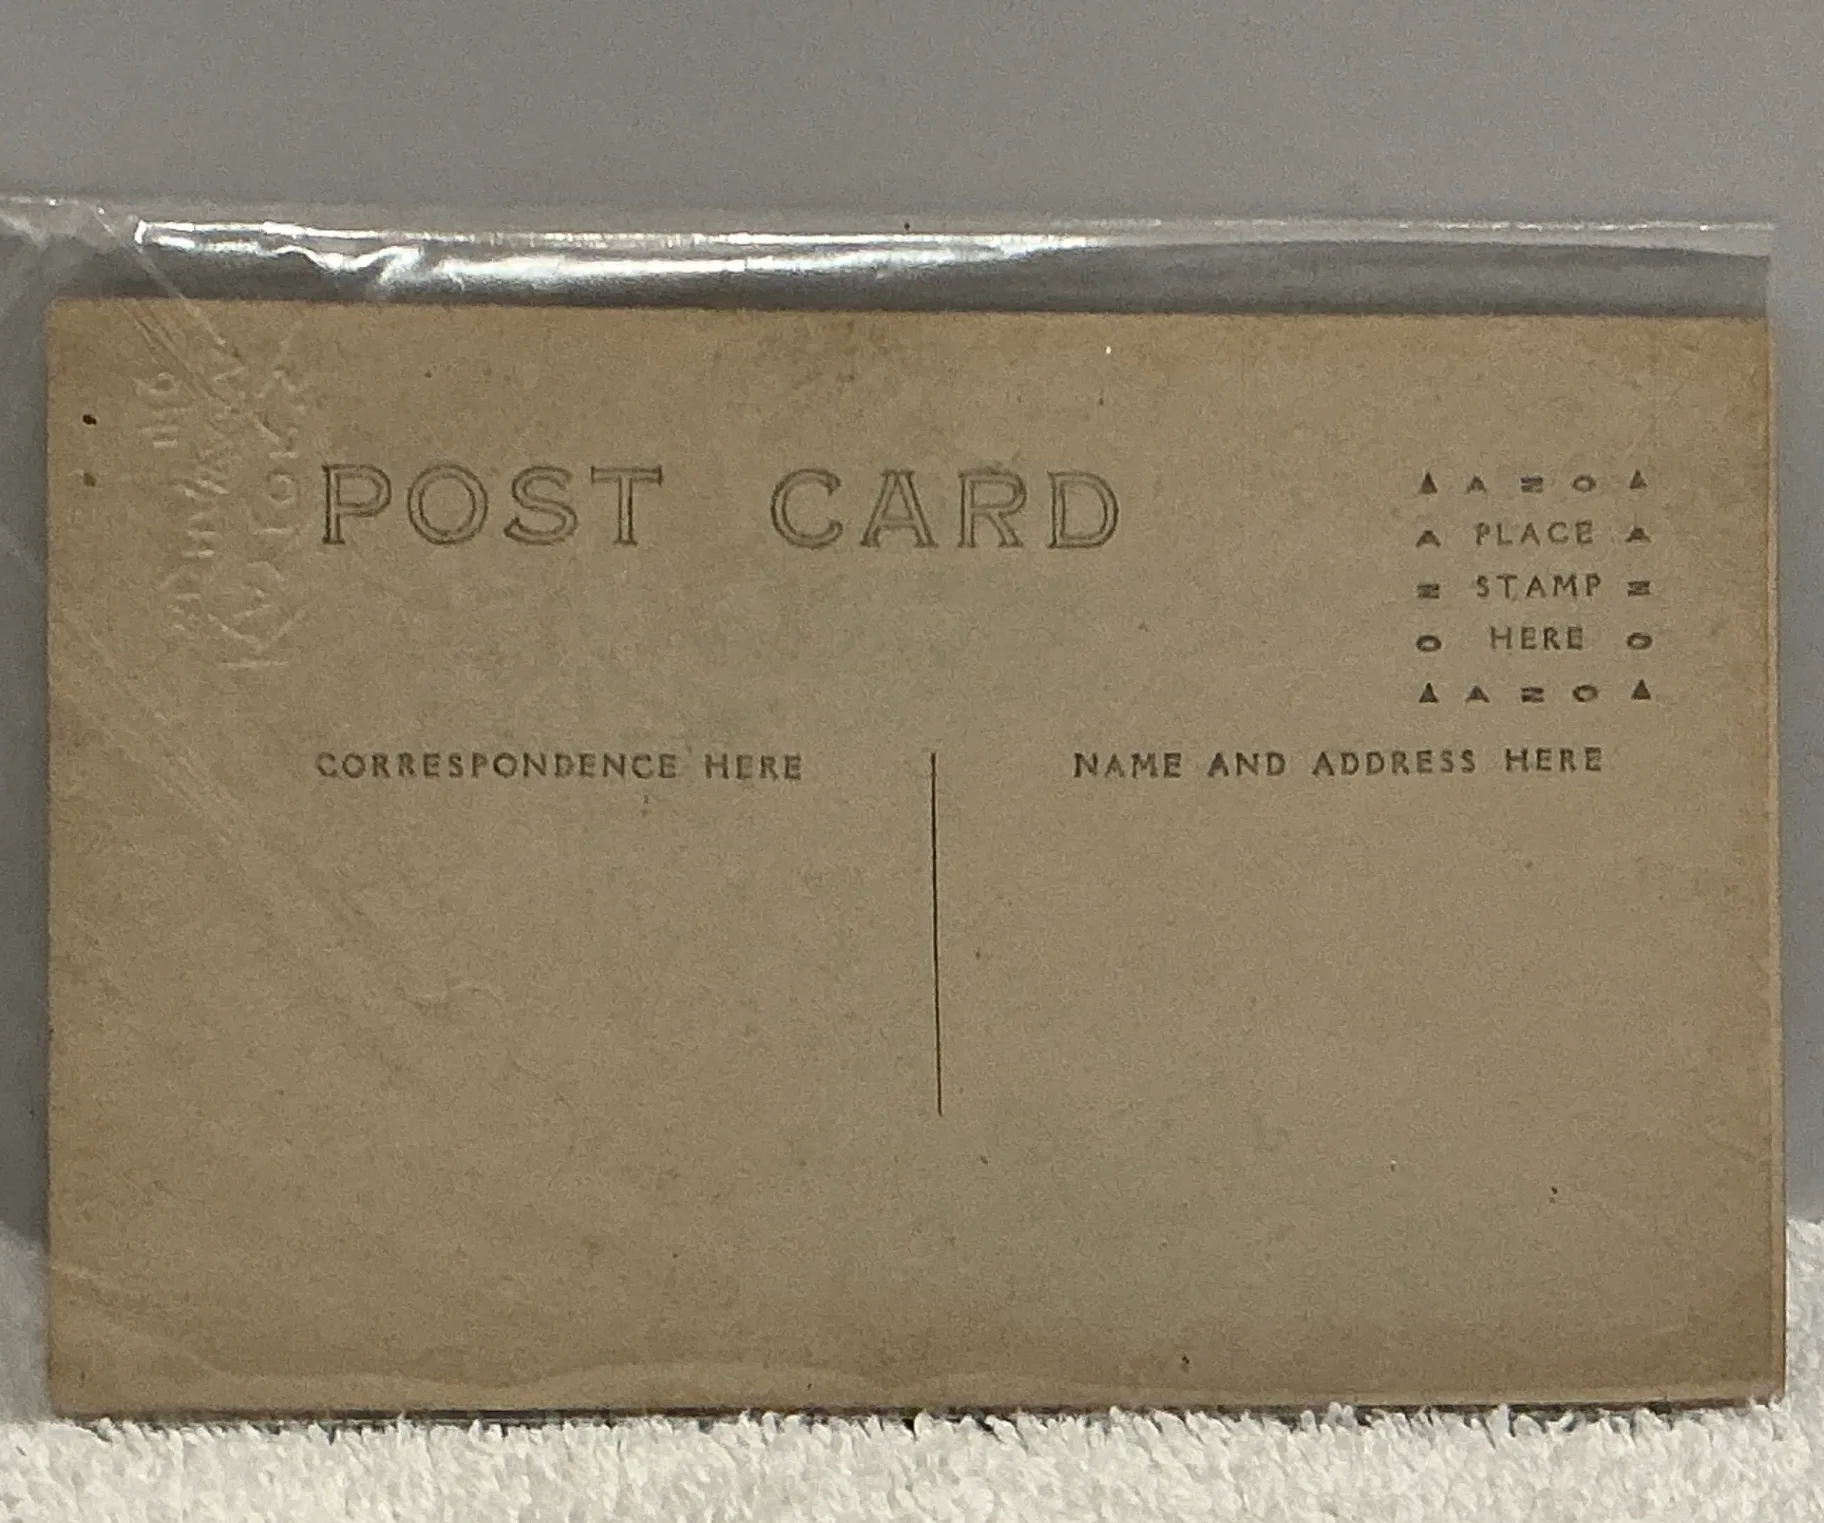 POST CARD
▲ A Z O ▲
A PLACE A
Z STAMP Z
O HERE O
▲ A Z O ▲
CORRESPONDENCE HERE
NAME AND ADDRESS HERE